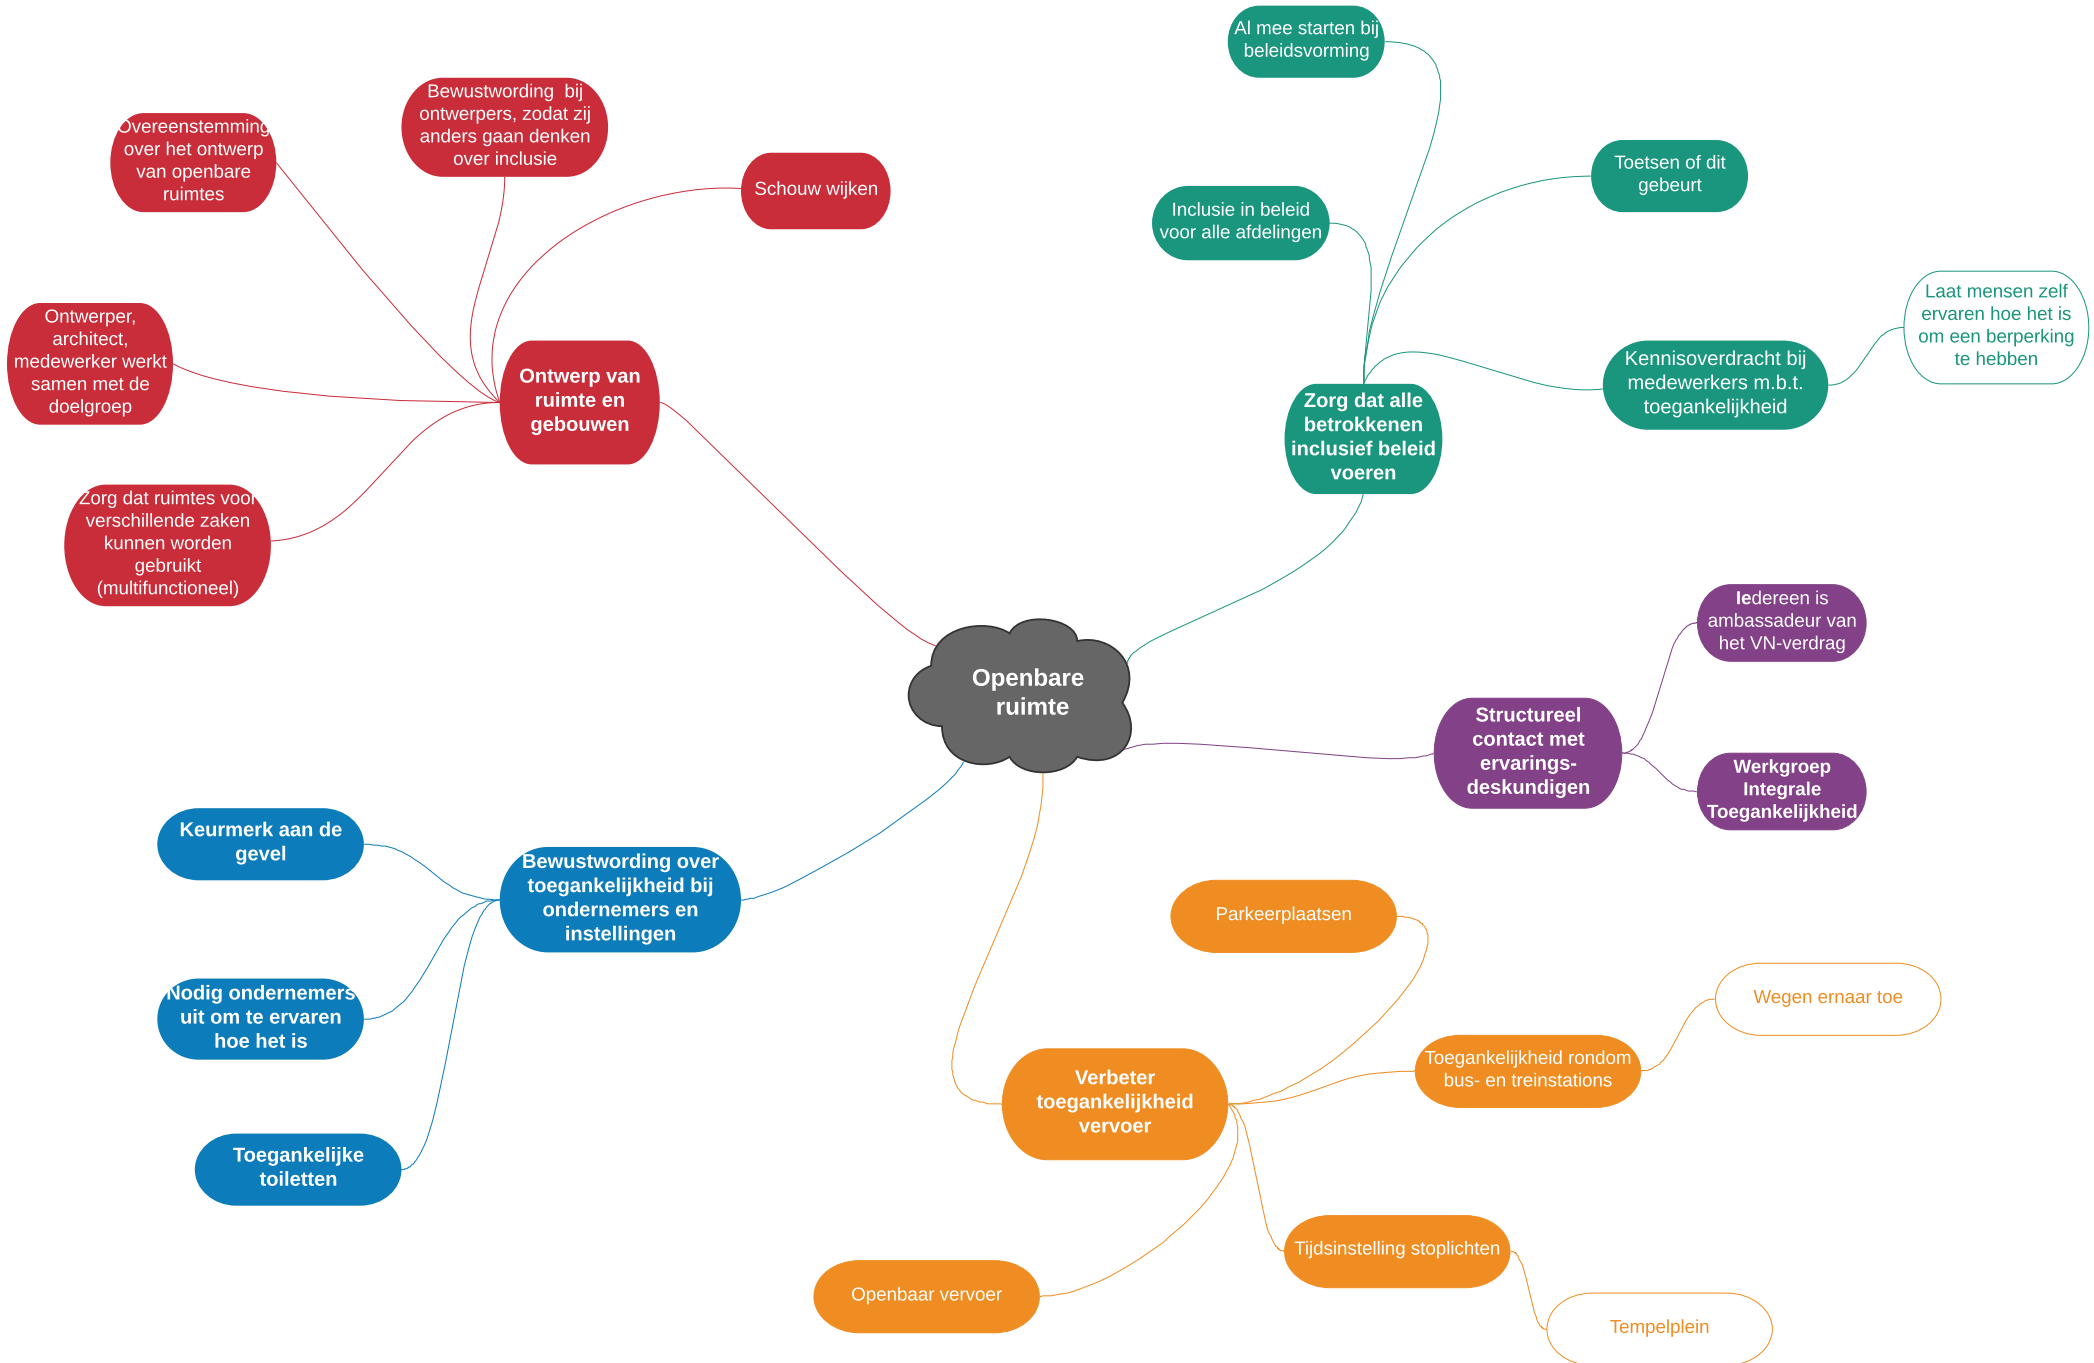 Al mee starten bij
beleidsvorming
Bewustwording  bij
ontwerpers, zodat zij
anders gaan denken
over inclusie
Overeenstemming
over het ontwerp
van openbare
ruimtes
Schouw wijken
Toetsen of dit
gebeurt
Inclusie in beleid
voor alle afdelingen
Laat mensen zelf
ervaren hoe het is
om een berperking
te hebben
Ontwerper,
architect,
medewerker werkt
samen met de
doelgroep
Ontwerp van
ruimte en
gebouwen
Kennisoverdracht bij
medewerkers m.b.t.
toegankelijkheid
Zorg dat alle
betrokkenen
inclusief beleid
voeren
Zorg dat ruimtes voor
verschillende zaken
kunnen worden
gebruikt
(multifunctioneel)
Iedereen is
ambassadeur van
het VN-verdrag
Openbare
ruimte
Structureel
contact met
ervarings-
deskundigen
Werkgroep
Integrale
Toegankelijkheid
Keurmerk aan de
gevel
Bewustwording over
toegankelijkheid bij
ondernemers en
instellingen
Parkeerplaatsen
Nodig ondernemers
uit om te ervaren
hoe het is
Wegen ernaar toe
Toegankelijkheid rondom
bus- en treinstations
Verbeter
toegankelijkheid
vervoer
Toegankelijke
toiletten
Tijdsinstelling stoplichten
Openbaar vervoer
Tempelplein